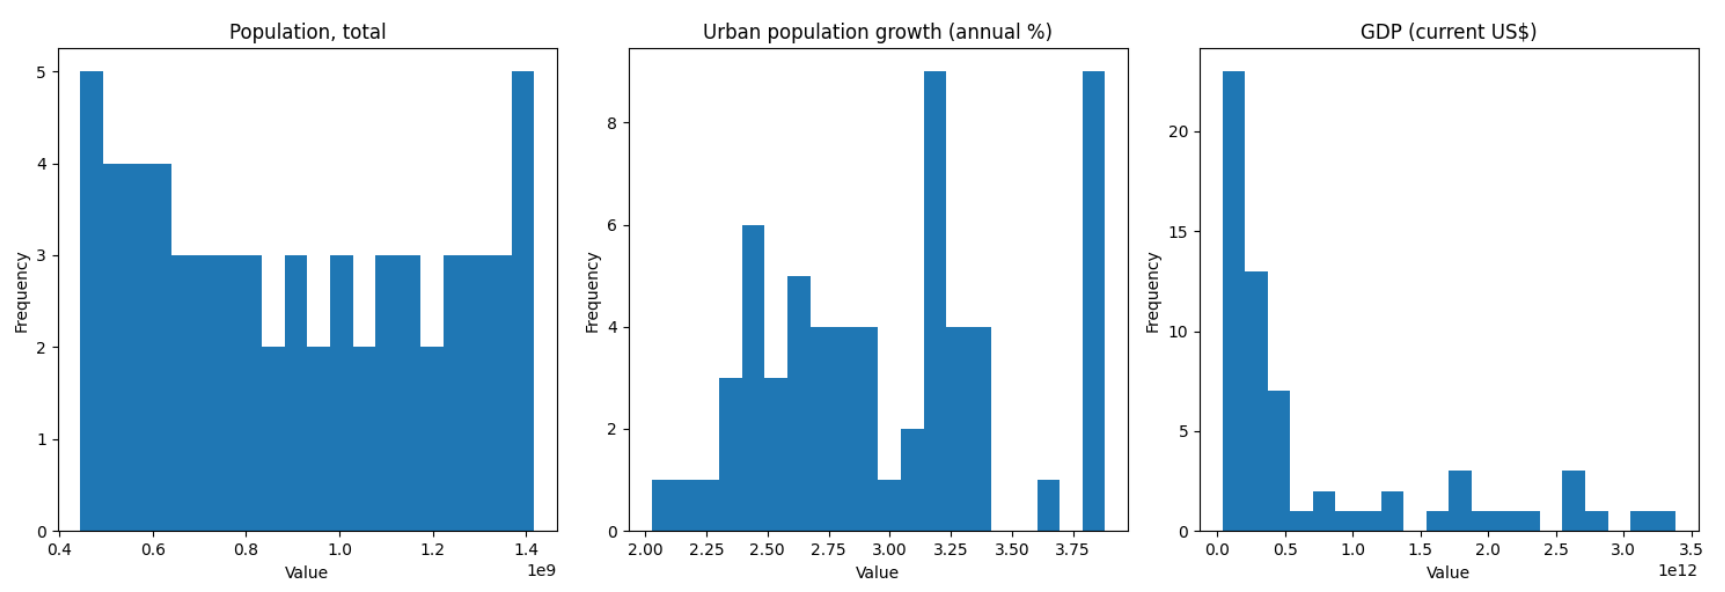 Population, total
5
4
3
2
1
0
Frequency
0.4 0.6 0.8 1.0 1.2 1.4
1e9
Value
Urban population growth (annual %)
8
6
4
2
0
Frequency
2.00 2.25 2.50 2.75 3.00 3.25 3.50 3.75
Value
GDP (current US$)
20
15
10
5
0
Frequency
0.0 0.5 1.0 1.5 2.0 2.5 3.0 3.5
1e12
Value